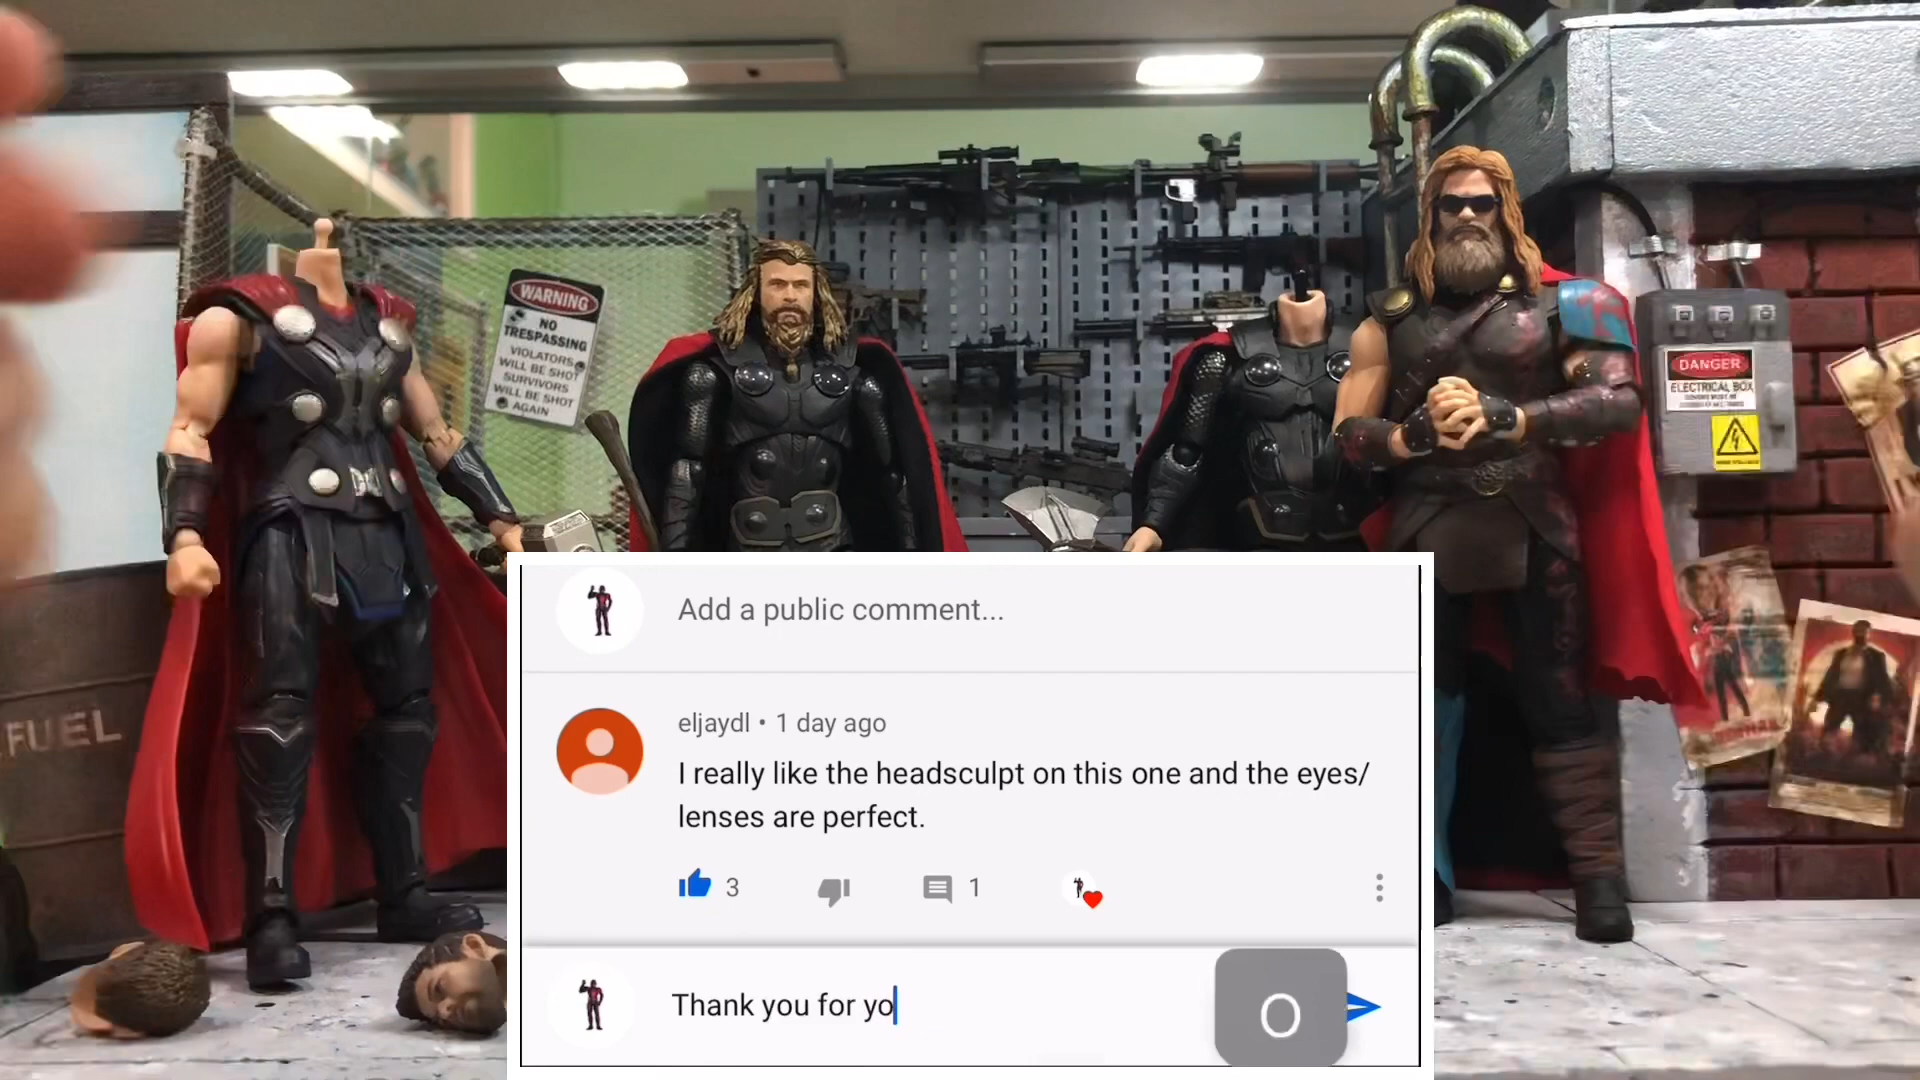 WARNING
NO
TRESPASSING
VIOLATORS
WILL BE SHOT
SURVIVORS
WILL BE SHOT
AGAIN
DANGER
ELECTRICAL BOX
FUEL
Add a public comment...
eljaydl • 1 day ago
I really like the headsculpt on this one and the eyes/
lenses are perfect.
3
1
Thank you for yo
O